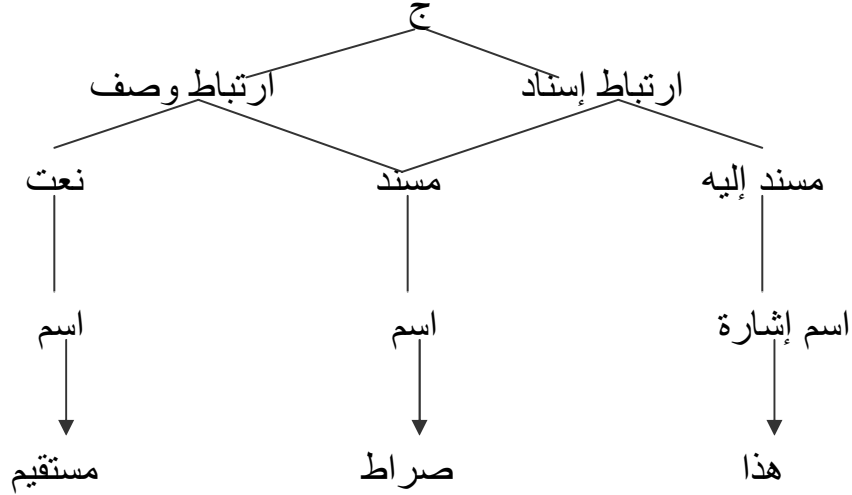 ج
ارتباط إسناد ارتباط وصف
مسند إليه مسند نعت
اسم إشارة اسم اسم
هذا صراط مستقيم